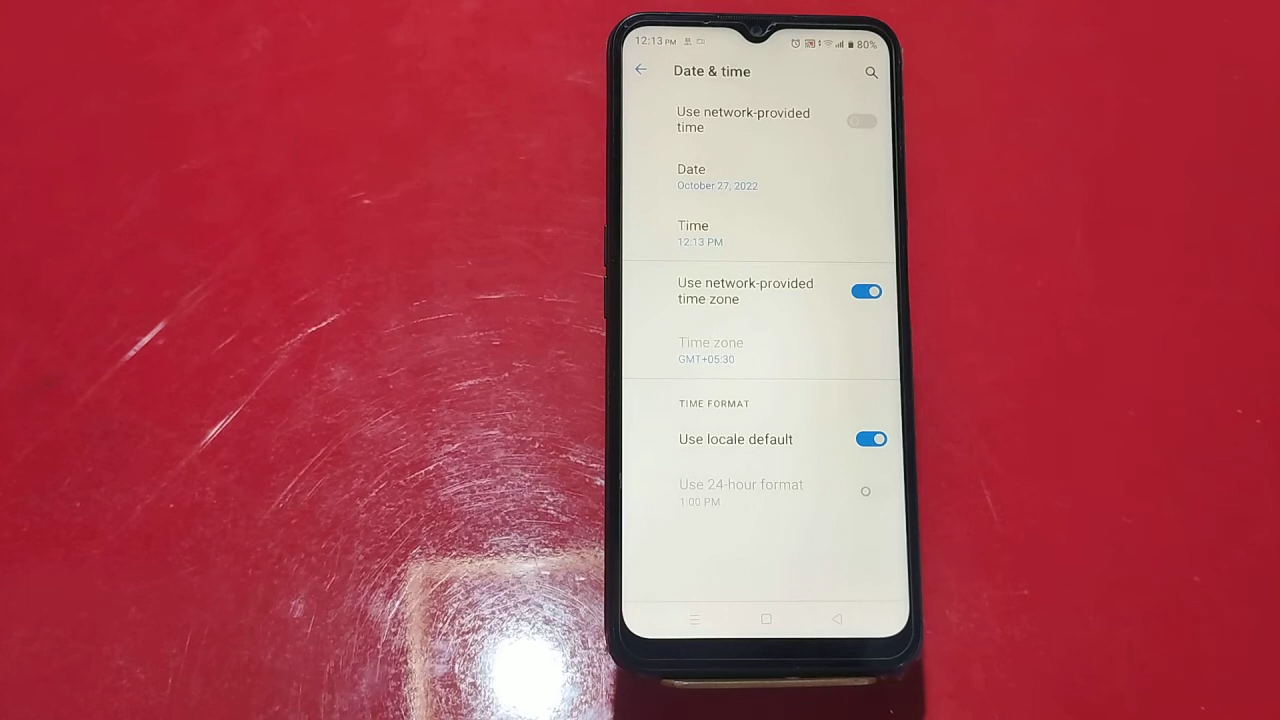 12:13 PM 80%
Date & time
Use network-provided
time
Date
October 27, 2022
Time
12:13 PM
Use network-provided
time zone
Time zone
GMT+05:30
TIME FORMAT
Use locale default
Use 24-hour format
1:00 PM